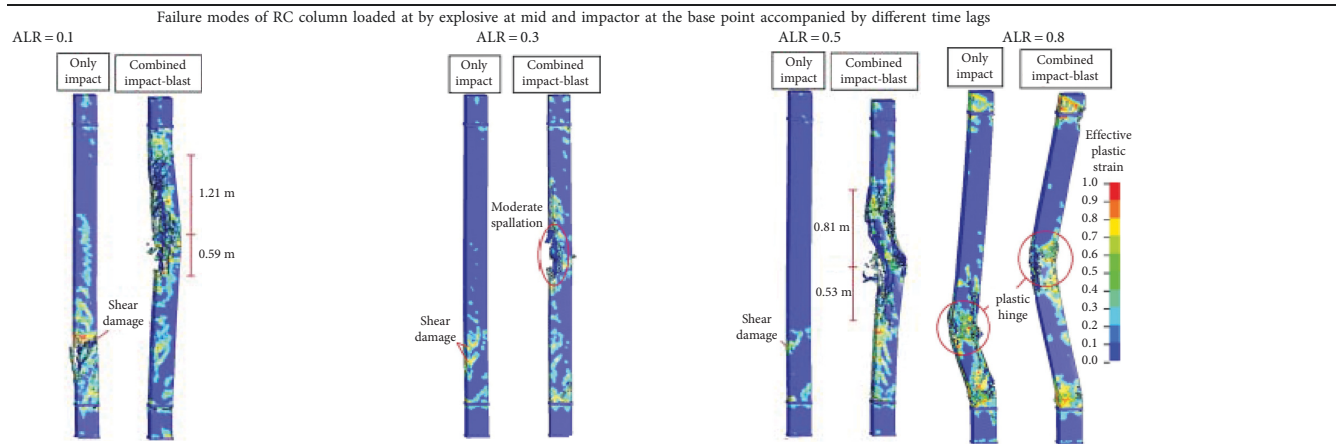 Failure modes of RC column loaded at by explosive at mid and impactor at the base point accompanied by different time lags
ALR = 0.1
Only
impact
Combined
impact-blast
1.21 m
0.59 m
Shear
damage
ALR = 0.3
Only
impact
Combined
impact-blast
Moderate
spallation
Shear
damage
ALR = 0.5
Only
impact
Combined
impact-blast
0.81 m
0.53 m
Shear
damage
ALR = 0.8
Only
impact
Combined
impact-blast
plastic
hinge
Effective
plastic
strain
1.0
0.9
0.8
0.7
0.6
0.5
0.4
0.3
0.2
0.1
0.0